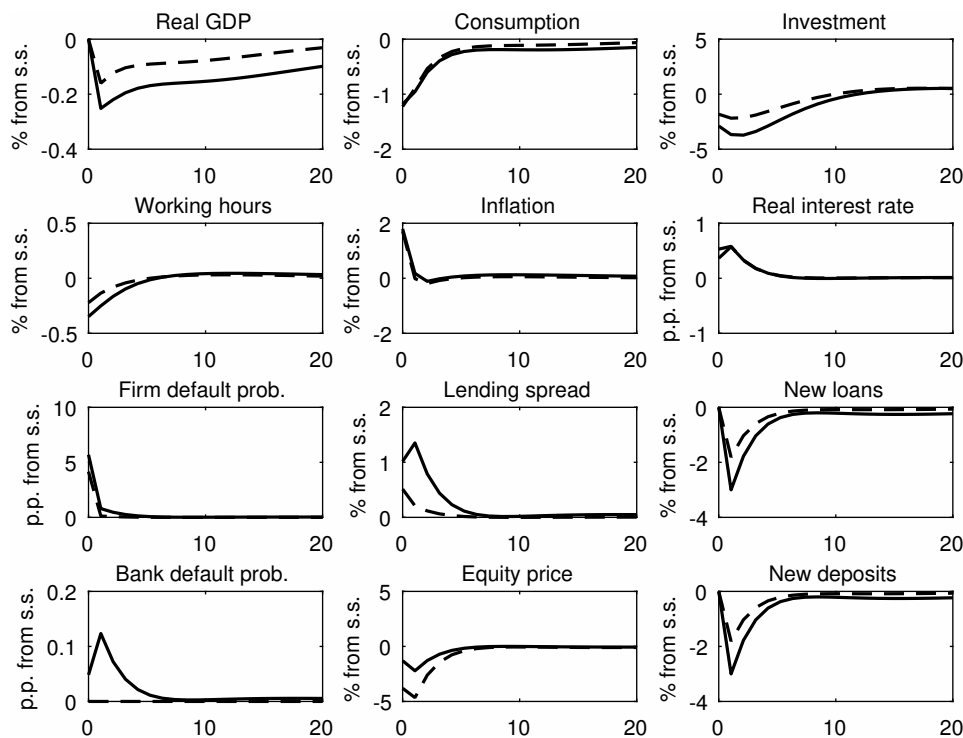 Real GDP
% from s.s.
0
-0.2
-0.4
0 10 20
Consumption
% from s.s.
0
-1
-2
0 10 20
Investment
% from s.s.
5
0
-5
0 10 20
Working hours
% from s.s.
0.5
0
-0.5
0 10 20
Inflation
% from s.s.
2
0
-2
0 10 20
Real interest rate
p.p. from s.s.
1
0
-1
0 10 20
Firm default prob.
p.p. from s.s.
10
5
0
0 10 20
Lending spread
% from s.s.
2
1
0
0 10 20
New loans
% from s.s.
0
-2
-4
0 10 20
Bank default prob.
p.p. from s.s.
0.2
0.1
0
0 10 20
Equity price
% from s.s.
5
0
-5
0 10 20
New deposits
% from s.s.
0
-2
-4
0 10 20